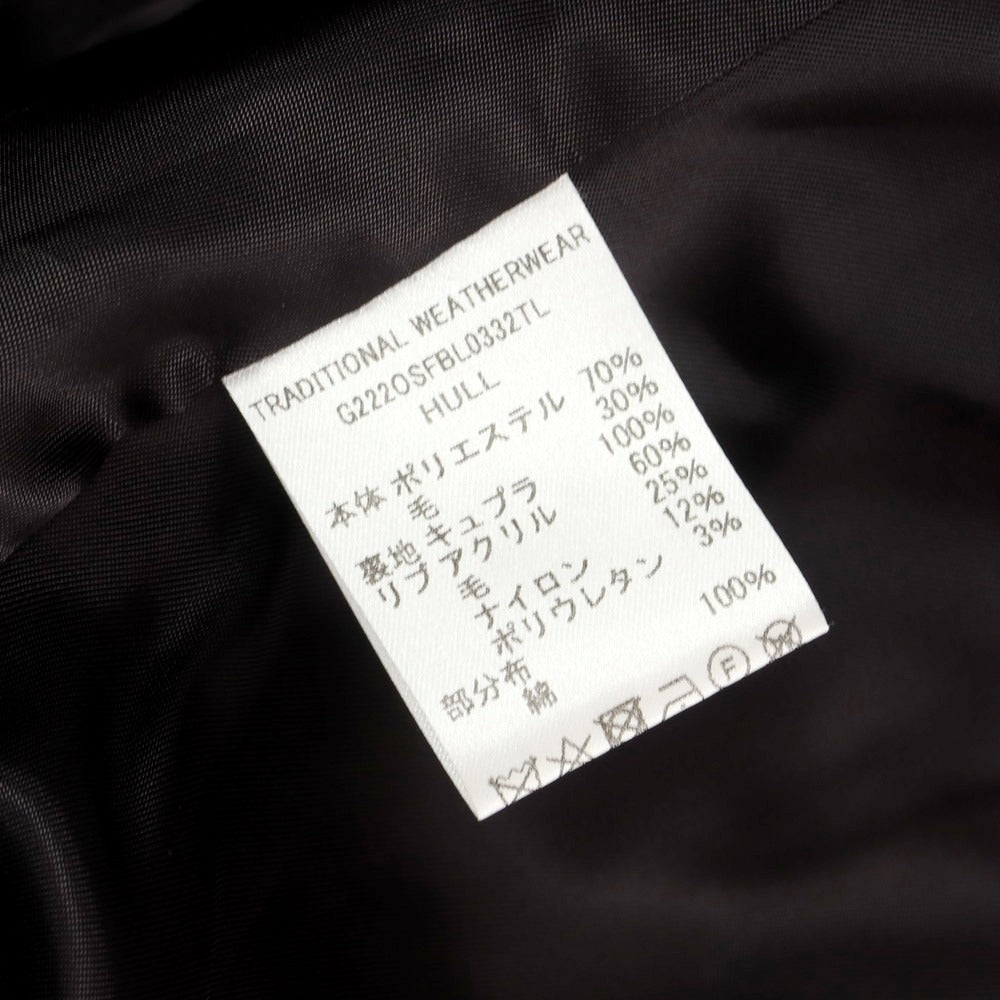 TRADITIONAL WEATHERWEAR
G222OSFBL0332TL
HULL
本体 ポリエステル 70%
毛 30%
裏地 キュプラ 100%
リブ アクリル 60%
毛 25%
ナイロン 12%
ポリウレタン 3%
部分布
綿 100%
F